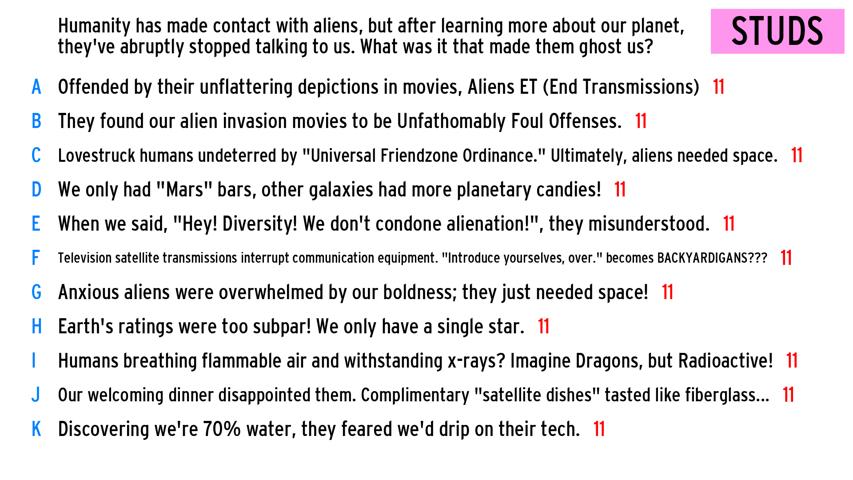 Humanity has made contact with aliens, but after learning more about our planet,
they've abruptly stopped talking to us. What was it that made them ghost us?
STUDS
A Offended by their unflattering depictions in movies, Aliens ET (End Transmissions) 11
B They found our alien invasion movies to be Unfathomably Foul Offenses. 11
C Lovestruck humans undeterred by "Universal Friendzone Ordinance." Ultimately, aliens needed space. 11
D We only had "Mars" bars, other galaxies had more planetary candies! 11
E When we said, "Hey! Diversity! We don't condone alienation!", they misunderstood. 11
F Television satellite transmissions interrupt communication equipment. "Introduce yourselves, over." becomes BACKYARDIGANS??? 11
G Anxious aliens were overwhelmed by our boldness; they just needed space! 11
H Earth's ratings were too subpar! We only have a single star. 11
I Humans breathing flammable air and withstanding x-rays? Imagine Dragons, but Radioactive! 11
J Our welcoming dinner disappointed them. Complimentary "satellite dishes" tasted like fiberglass... 11
K Discovering we're 70% water, they feared we'd drip on their tech. 11